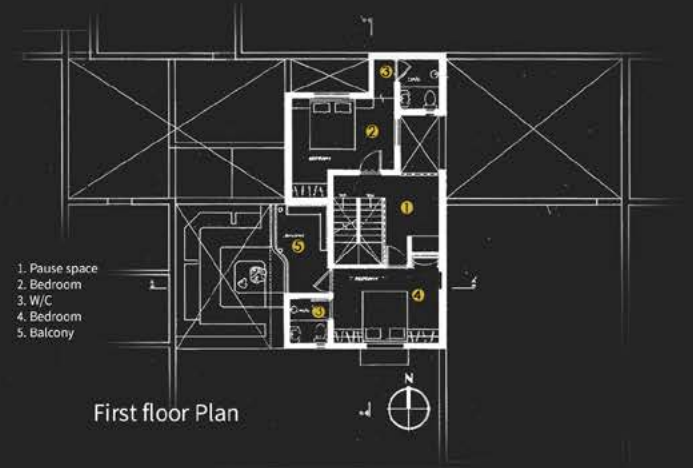 3
2
1
5
1. Pause space
2. Bedroom
3. W/C
4. Bedroom
5. Balcony
4
3
N
First floor Plan